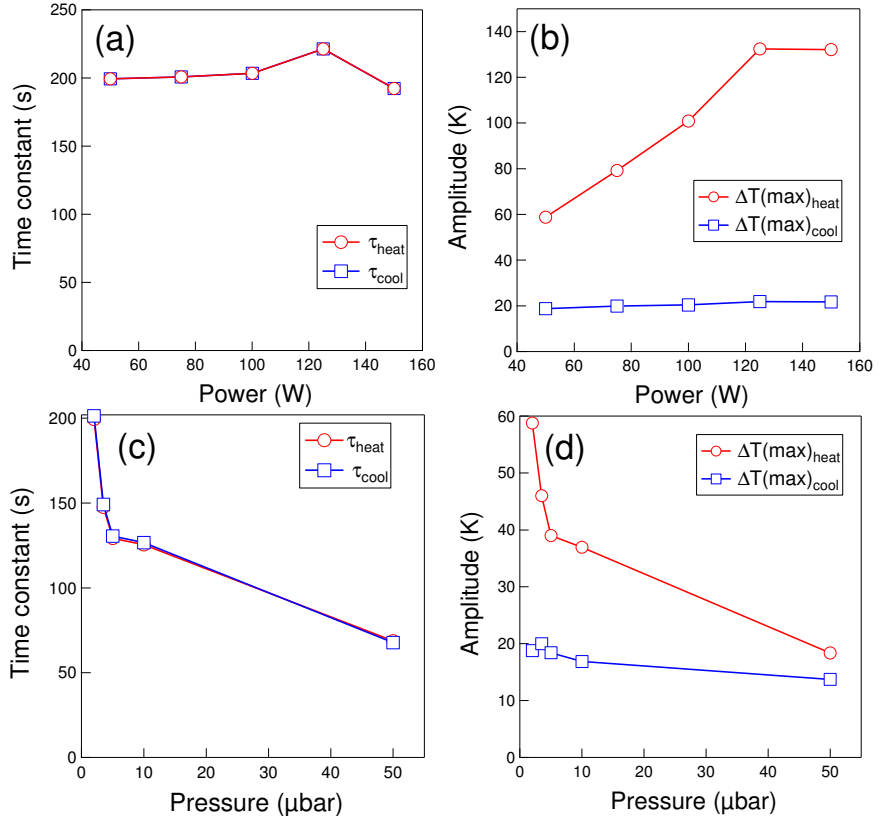 (a)
Time constant (s)
250
200
150
100
50
0
τheat
τcool
40 60 80 100 120 140 160
Power (W)
(b)
Amplitude (K)
140
120
100
80
60
40
20
0
ΔT(max)heat
ΔT(max)cool
40 60 80 100 120 140 160
Power (W)
(c)
Time constant (s)
200
150
100
50
0
τheat
τcool
0 10 20 30 40 50
Pressure (μbar)
(d)
Amplitude (K)
60
50
40
30
20
10
0
ΔT(max)heat
ΔT(max)cool
0 10 20 30 40 50
Pressure (μbar)